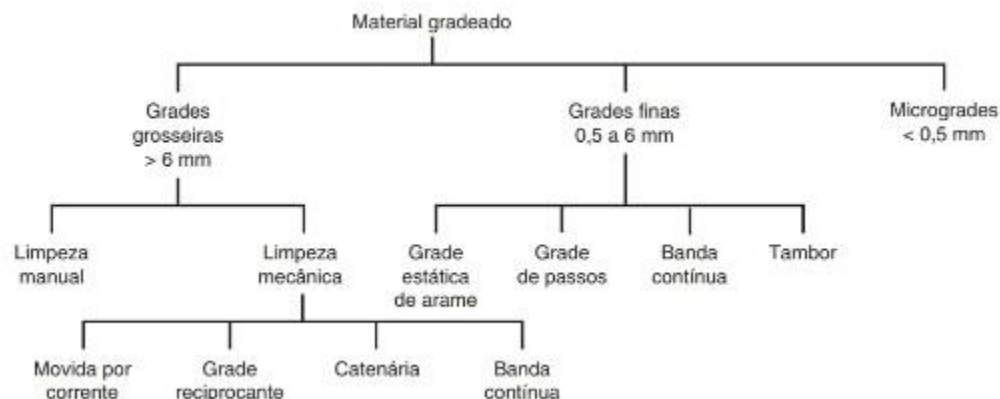 Material gradeado
Grades
grosseiras
> 6 mm
Grades finas
0,5 a 6 mm
Microgrades
< 0,5 mm
Limpeza
manual
Limpeza
mecânica
Grade
estática
de arame
Grade
de passos
Banda
contínua
Tambor
Movida por
corrente
Grade
reciprocante
Catenária
Banda
contínua